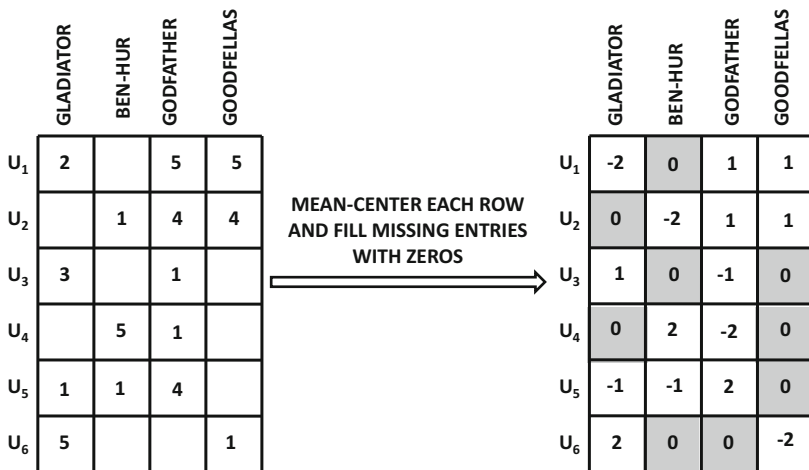 GLADIATOR BEN-HUR GODFATHER GOODFELLAS
U1 2 5 5
U2 1 4 4
U3 3 1
U4 5 1
U5 1 1 4
U6 5 1
MEAN-CENTER EACH ROW
AND FILL MISSING ENTRIES
WITH ZEROS
GLADIATOR BEN-HUR GODFATHER GOODFELLAS
U1 -2 0 1 1
U2 0 -2 1 1
U3 1 0 -1 0
U4 0 2 -2 0
U5 -1 -1 2 0
U6 2 0 0 -2